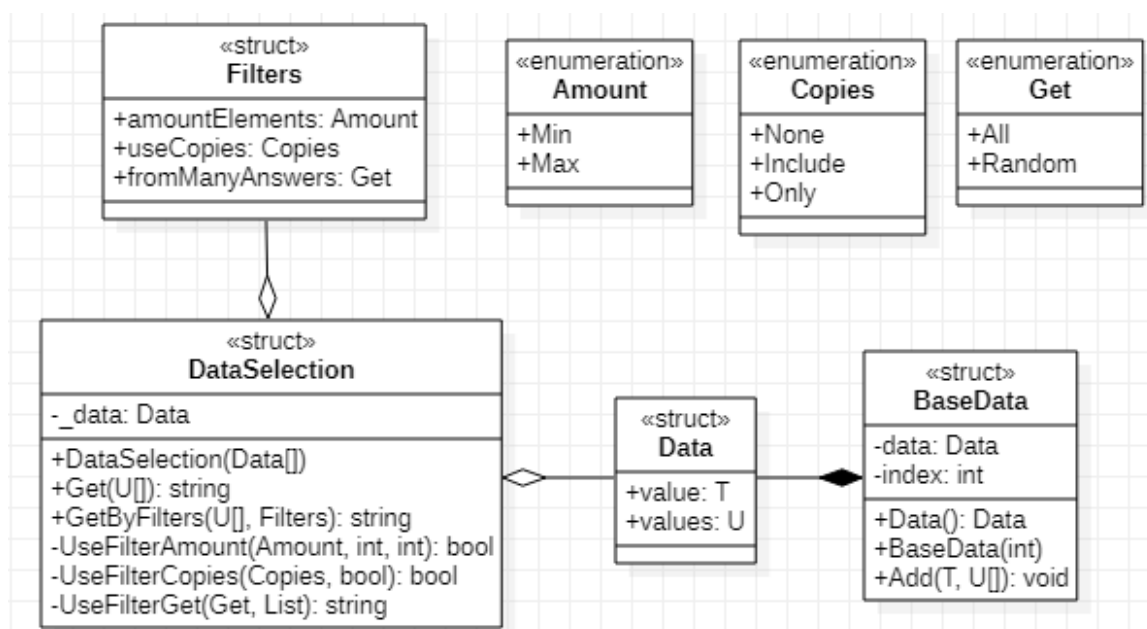 «struct»
Filters
+amountElements: Amount
+useCopies: Copies
+fromManyAnswers: Get
«enumeration»
Amount
+Min
+Max
«enumeration»
Copies
+None
+Include
+Only
«enumeration»
Get
+All
+Random
«struct»
DataSelection
-_data: Data
+DataSelection(Data[])
+Get(U[]): string
+GetByFilters(U[], Filters): string
-UseFilterAmount(Amount, int, int): bool
-UseFilterCopies(Copies, bool): bool
-UseFilterGet(Get, List): string
«struct»
Data
+value: T
+values: U
«struct»
BaseData
-data: Data
-index: int
+Data(): Data
+BaseData(int)
+Add(T, U[]): void